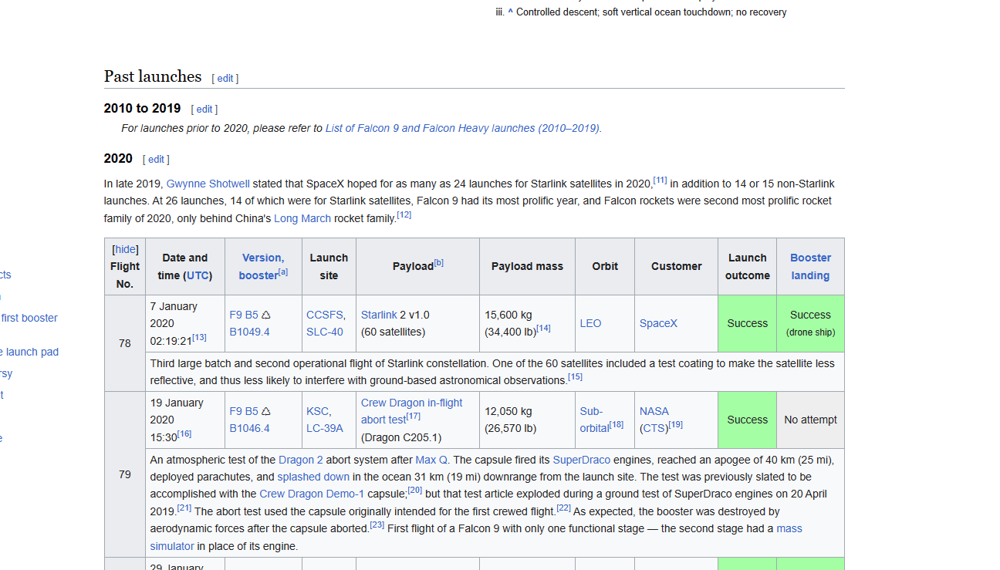 iii. ^ Controlled descent; soft vertical ocean touchdown; no recovery
Past launches [ edit ]
2010 to 2019 [ edit ]
For launches prior to 2020, please refer to List of Falcon 9 and Falcon Heavy launches (2010–2019).
2020 [ edit ]
In late 2019, Gwynne Shotwell stated that SpaceX hoped for as many as 24 launches for Starlink satellites in 2020,[11] in addition to 14 or 15 non-Starlink
launches. At 26 launches, 14 of which were for Starlink satellites, Falcon 9 had its most prolific year, and Falcon rockets were second most prolific rocket
family of 2020, only behind China's Long March rocket family.[12]
[hide]
Flight
No.
Date and
time (UTC)
Version,
booster[a]
Launch
site
Payload[b]
Payload mass
Orbit
Customer
Launch
outcome
Booster
landing
78
7 January
2020
02:19:21[13]
F9 B5 △
B1049.4
CCSFS,
SLC-40
Starlink 2 v1.0
(60 satellites)
15,600 kg
(34,400 lb)[14]
LEO
SpaceX
Success
Success
(drone ship)
Third large batch and second operational flight of Starlink constellation. One of the 60 satellites included a test coating to make the satellite less
reflective, and thus less likely to interfere with ground-based astronomical observations.[15]
79
19 January
2020
15:30[16]
F9 B5 △
B1046.4
KSC,
LC-39A
Crew Dragon in-flight
abort test[17]
(Dragon C205.1)
12,050 kg
(26,570 lb)
Sub-
orbital[18]
NASA
(CTS)[19]
Success
No attempt
An atmospheric test of the Dragon 2 abort system after Max Q. The capsule fired its SuperDraco engines, reached an apogee of 40 km (25 mi),
deployed parachutes, and splashed down in the ocean 31 km (19 mi) downrange from the launch site. The test was previously slated to be
accomplished with the Crew Dragon Demo-1 capsule;[20] but that test article exploded during a ground test of SuperDraco engines on 20 April
2019.[21] The abort test used the capsule originally intended for the first crewed flight.[22] As expected, the booster was destroyed by
aerodynamic forces after the capsule aborted.[23] First flight of a Falcon 9 with only one functional stage — the second stage had a mass
simulator in place of its engine.
29 January
cts
first booster
launch pad
rsy
t
e